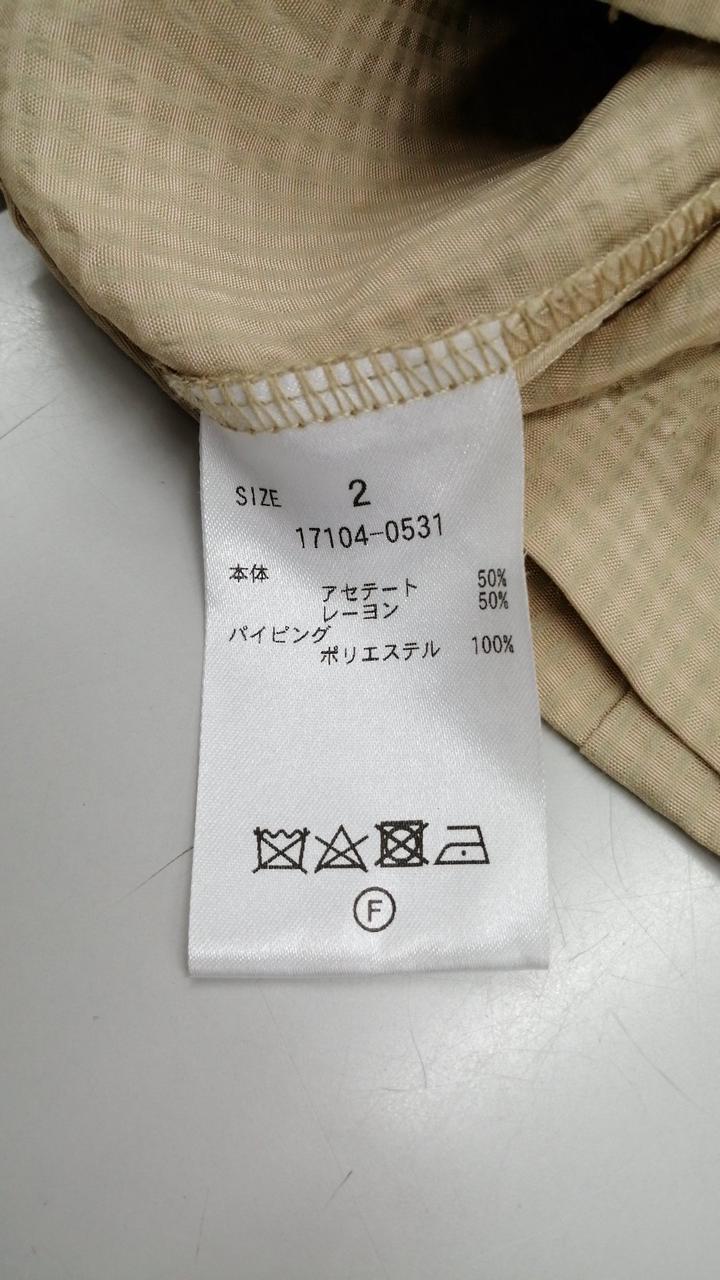 SIZE 2
17104-0531
本体
アセテート 50%
レーヨン 50%
パイピング
ポリエステル 100%
F